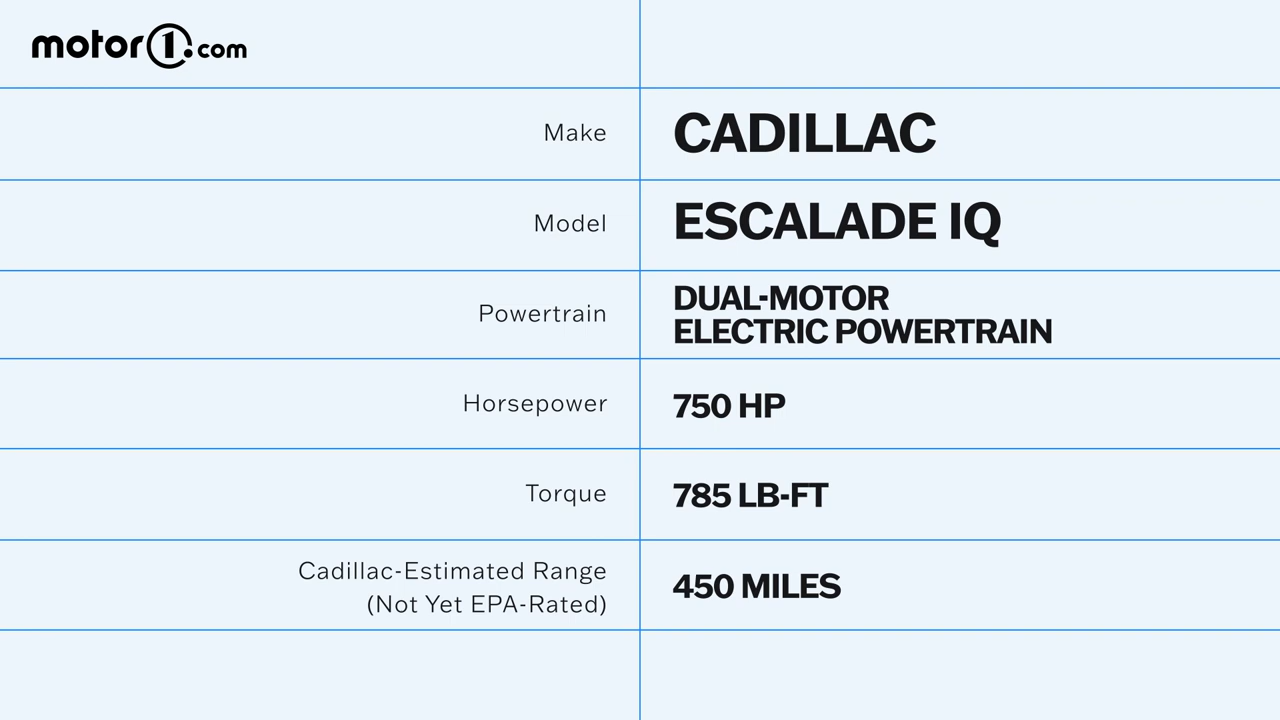 motor1.com
Make
CADILLAC
Model
ESCALADE IQ
Powertrain
DUAL-MOTOR
ELECTRIC POWERTRAIN
Horsepower
750 HP
Torque
785 LB-FT
Cadillac-Estimated Range
(Not Yet EPA-Rated)
450 MILES